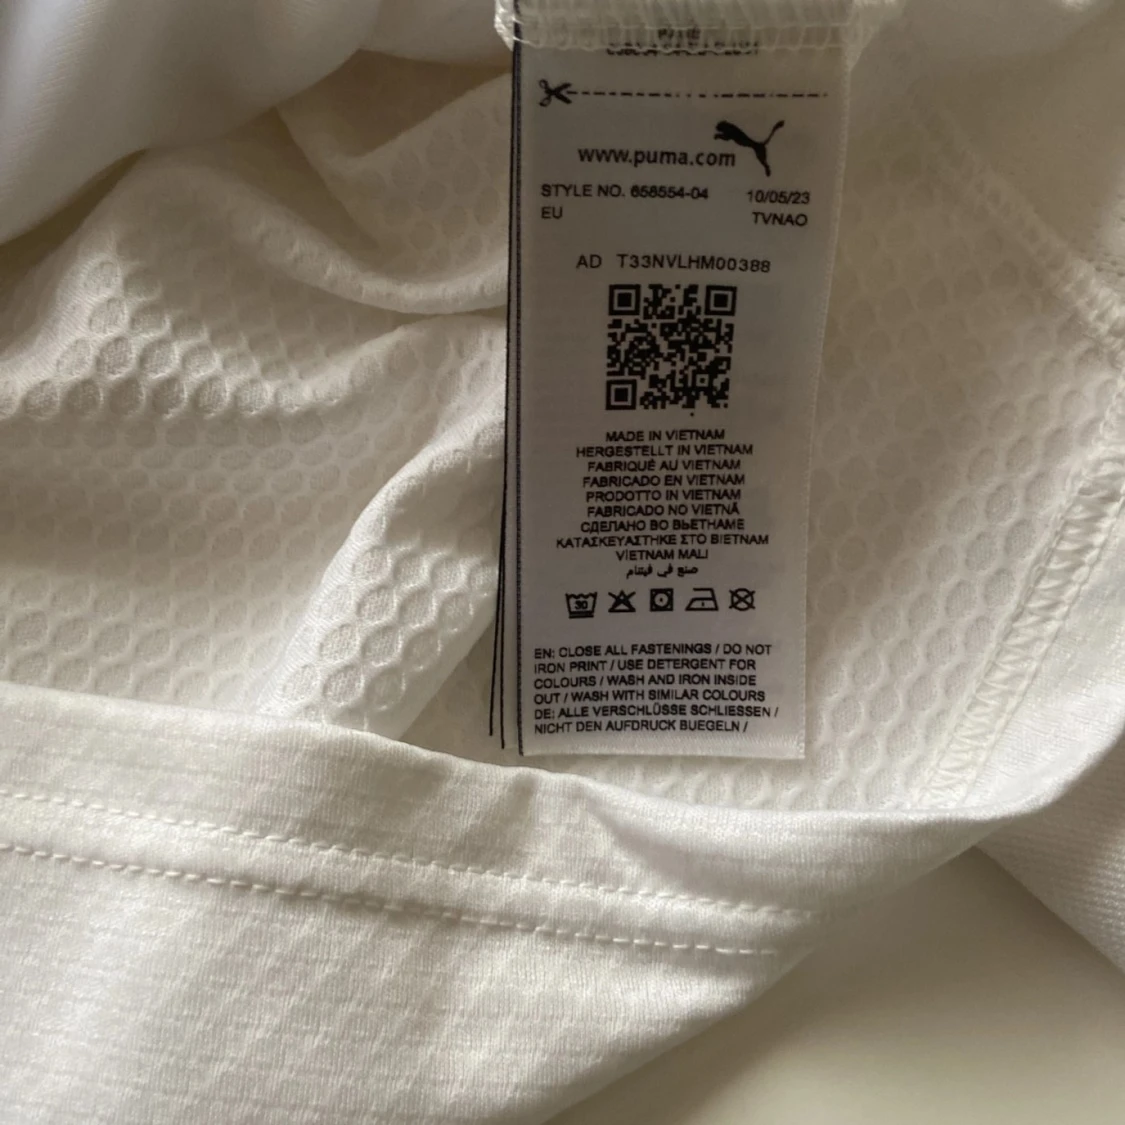 www.puma.com
STYLE NO. 658554-04 10/05/23
EU TVNAO
AD T33NVLHM00388
MADE IN VIETNAM
HERGESTELLT IN VIETNAM
FABRIQUÉ AU VIETNAM
FABRICADO EN VIETNAM
PRODOTTO IN VIETNAM
FABRICADO NO VIETNÃ
СДЕЛАНО ВО ВЬЕТНАМЕ
ΚΑΤΑΣΚΕΥΑΣΤΗΚΕ ΣΤΟ ΒΙΕΤΝΑΜ
VİETNAM MALI
صنع في فيتنام
30
EN: CLOSE ALL FASTENINGS / DO NOT
IRON PRINT / USE DETERGENT FOR
COLOURS / WASH AND IRON INSIDE
OUT / WASH WITH SIMILAR COLOURS
DE: ALLE VERSCHLÜSSE SCHLIESSEN /
NICHT DEN AUFDRUCK BUEGELN /